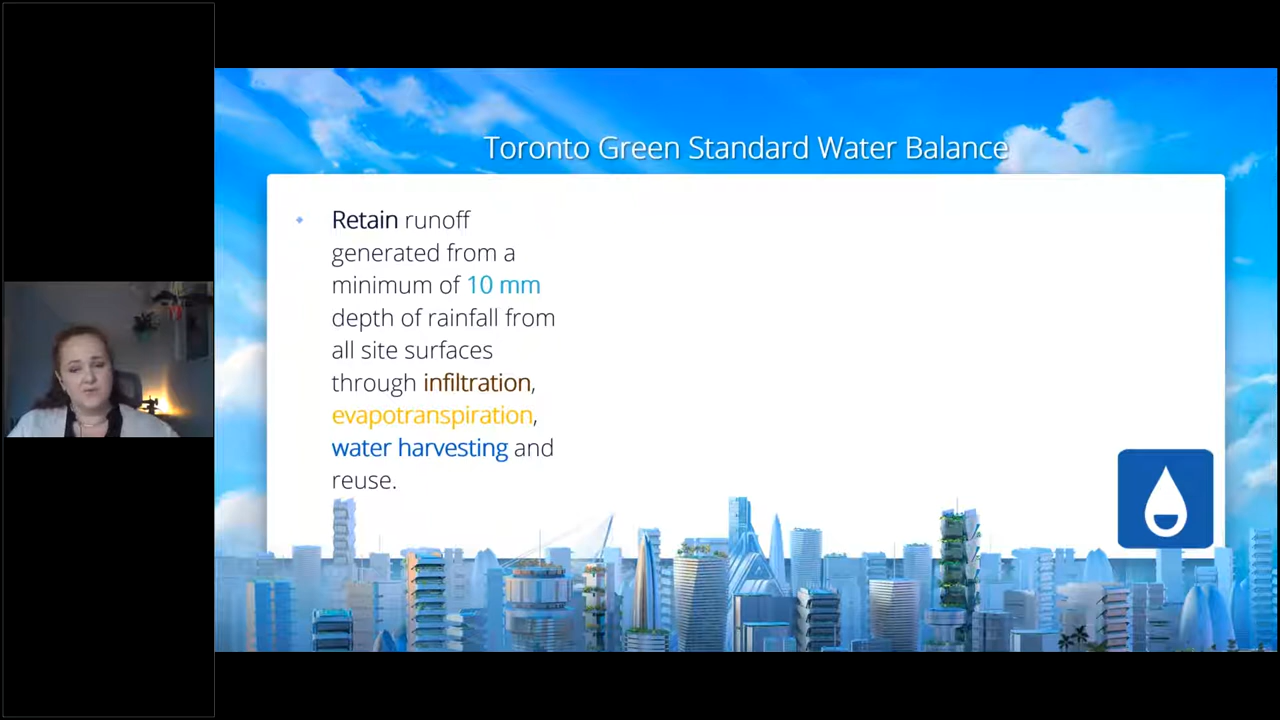 Toronto Green Standard Water Balance
Retain runoff
generated from a
minimum of 10 mm
depth of rainfall from
all site surfaces
through infiltration,
evapotranspiration,
water harvesting and
reuse.